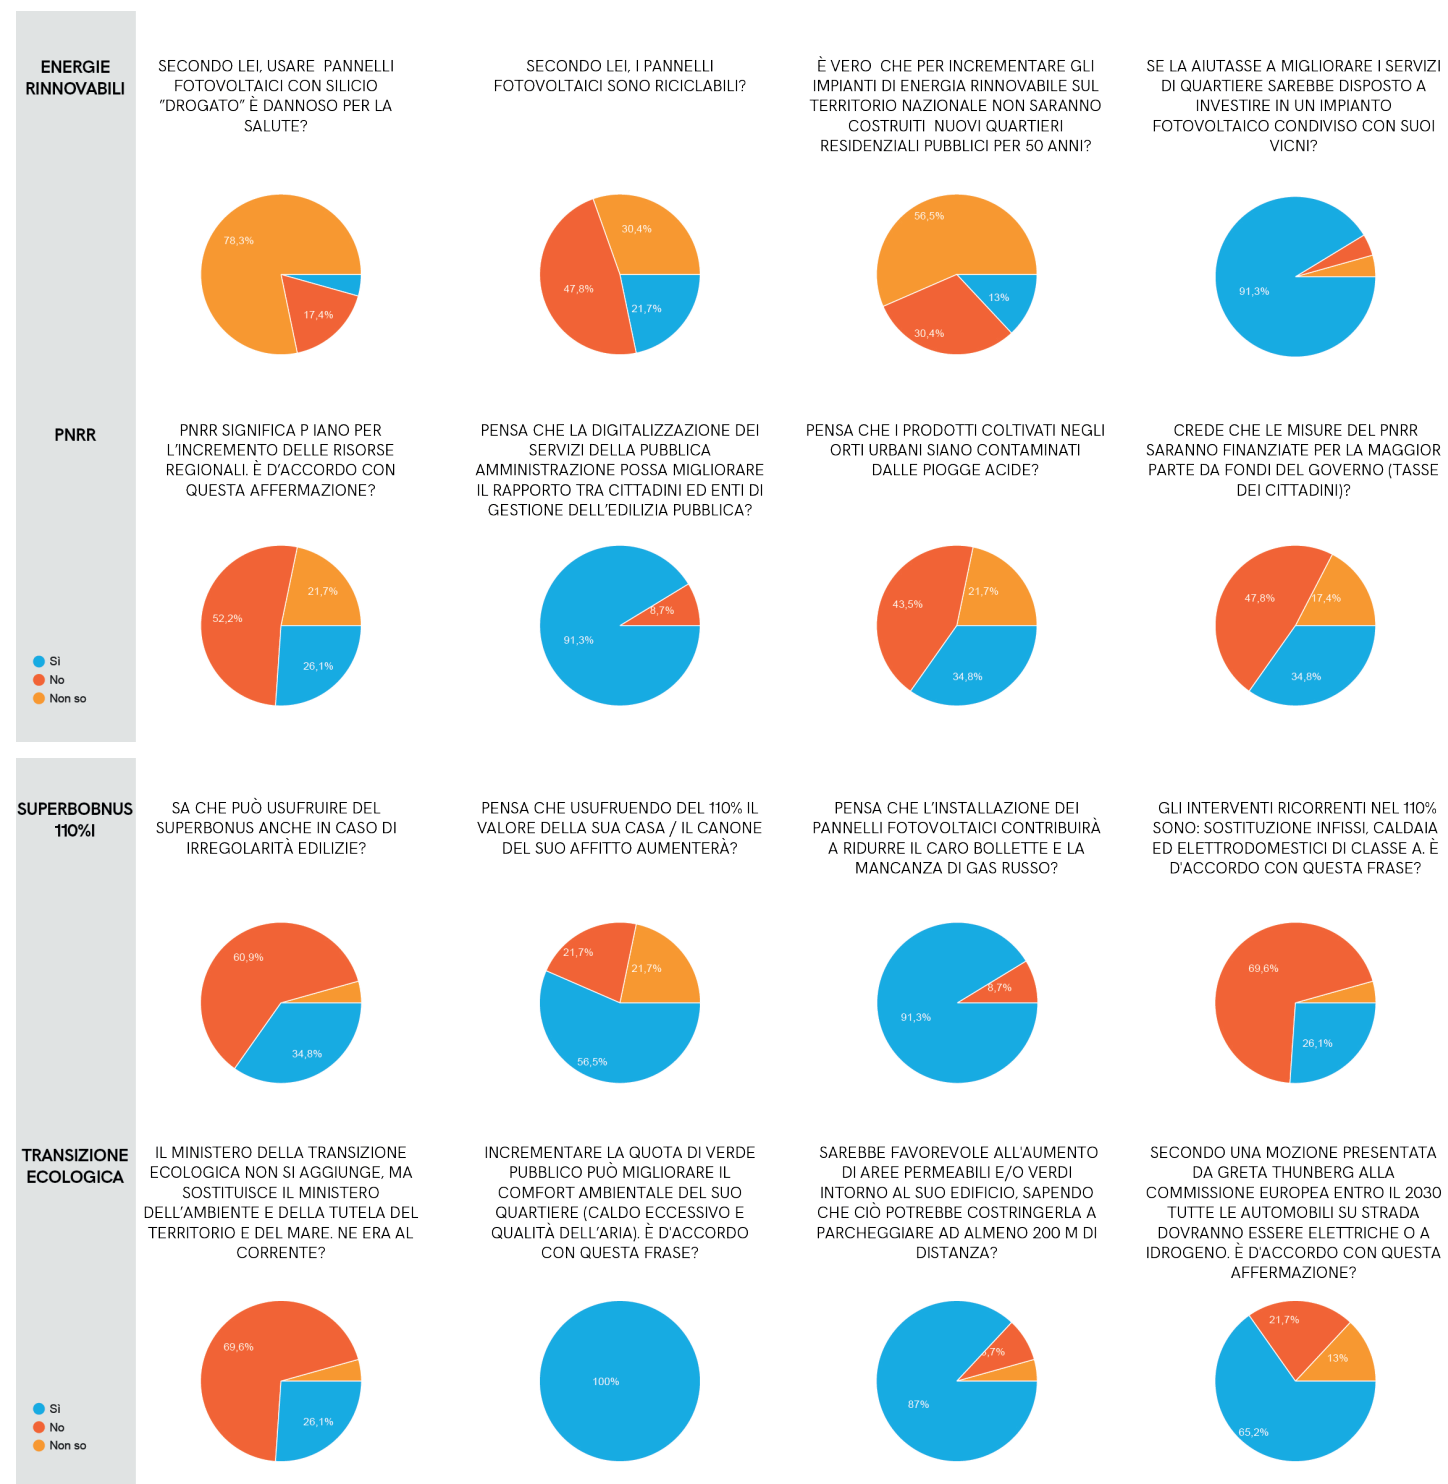 ENERGIE
RINNOVABILI
SECONDO LEI, USARE PANNELLI
FOTOVOLTAICI CON SILICIO
"DROGATO" È DANNOSO PER LA
SALUTE?
78,3%
17,4%
SECONDO LEI, I PANNELLI
FOTOVOLTAICI SONO RICICLABILI?
30,4%
47,8%
21,7%
È VERO CHE PER INCREMENTARE GLI
IMPIANTI DI ENERGIA RINNOVABILE SUL
TERRITORIO NAZIONALE NON SARANNO
COSTRUITI NUOVI QUARTIERI
RESIDENZIALI PUBBLICI PER 50 ANNI?
56,5%
13%
30,4%
SE LA AIUTASSE A MIGLIORARE I SERVIZI
DI QUARTIERE SAREBBE DISPOSTO A
INVESTIRE IN UN IMPIANTO
FOTOVOLTAICO CONDIVISO CON SUOI
VICNI?
91,3%
PNRR
PNRR SIGNIFICA P IANO PER
L'INCREMENTO DELLE RISORSE
REGIONALI. È D'ACCORDO CON
QUESTA AFFERMAZIONE?
21,7%
52,2%
26,1%
PENSA CHE LA DIGITALIZZAZIONE DEI
SERVIZI DELLA PUBBLICA
AMMINISTRAZIONE POSSA MIGLIORARE
IL RAPPORTO TRA CITTADINI ED ENTI DI
GESTIONE DELL'EDILIZIA PUBBLICA?
8,7%
91,3%
PENSA CHE I PRODOTTI COLTIVATI NEGLI
ORTI URBANI SIANO CONTAMINATI
DALLE PIOGGE ACIDE?
21,7%
43,5%
34,8%
CREDE CHE LE MISURE DEL PNRR
SARANNO FINANZIATE PER LA MAGGIOR
PARTE DA FONDI DEL GOVERNO (TASSE
DEI CITTADINI)?
47,8%
17,4%
34,8%
Sì
No
Non so
SUPERBOBNUS
110%I
SA CHE PUÒ USUFRUIRE DEL
SUPERBONUS ANCHE IN CASO DI
IRREGOLARITÀ EDILIZIE?
60,9%
34,8%
PENSA CHE USUFRUENDO DEL 110% IL
VALORE DELLA SUA CASA / IL CANONE
DEL SUO AFFITTO AUMENTERÀ?
21,7%
21,7%
56,5%
PENSA CHE L'INSTALLAZIONE DEI
PANNELLI FOTOVOLTAICI CONTRIBUIRÀ
A RIDURRE IL CARO BOLLETTE E LA
MANCANZA DI GAS RUSSO?
8,7%
91,3%
GLI INTERVENTI RICORRENTI NEL 110%
SONO: SOSTITUZIONE INFISSI, CALDAIA
ED ELETTRODOMESTICI DI CLASSE A. È
D'ACCORDO CON QUESTA FRASE?
69,6%
26,1%
TRANSIZIONE
ECOLOGICA
IL MINISTERO DELLA TRANSIZIONE
ECOLOGICA NON SI AGGIUNGE, MA
SOSTITUISCE IL MINISTERO
DELL'AMBIENTE E DELLA TUTELA DEL
TERRITORIO E DEL MARE. NE ERA AL
CORRENTE?
69,6%
26,1%
INCREMENTARE LA QUOTA DI VERDE
PUBBLICO PUÒ MIGLIORARE IL
COMFORT AMBIENTALE DEL SUO
QUARTIERE (CALDO ECCESSIVO E
QUALITÀ DELL'ARIA). È D'ACCORDO
CON QUESTA FRASE?
100%
SAREBBE FAVOREVOLE ALL'AUMENTO
DI AREE PERMEABILI E/O VERDI
INTORNO AL SUO EDIFICIO, SAPENDO
CHE CIÒ POTREBBE COSTRINGERLA A
PARCHEGGIARE AD ALMENO 200 M DI
DISTANZA?
8,7%
87%
SECONDO UNA MOZIONE PRESENTATA
DA GRETA THUNBERG ALLA
COMMISSIONE EUROPEA ENTRO IL 2030
TUTTE LE AUTOMOBILI SU STRADA
DOVRANNO ESSERE ELETTRICHE O A
IDROGENO. È D'ACCORDO CON QUESTA
AFFERMAZIONE?
21,7%
13%
65,2%
Sì
No
Non so